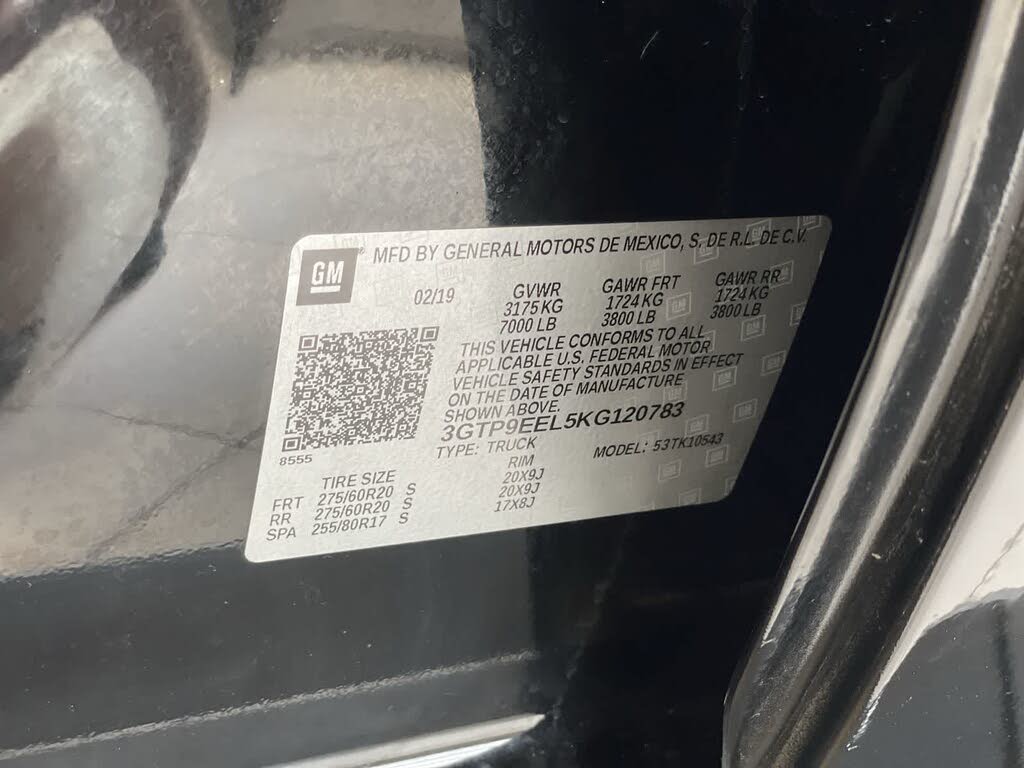 GM ® MFD BY GENERAL MOTORS DE MEXICO, S. DE R.L. DE C.V.
02/19
GVWR GAWR FRT GAWR RR
3175 KG 1724 KG 1724 KG
7000 LB 3800 LB 3800 LB
THIS VEHICLE CONFORMS TO ALL
APPLICABLE U.S. FEDERAL MOTOR
VEHICLE SAFETY STANDARDS IN EFFECT
ON THE DATE OF MANUFACTURE
SHOWN ABOVE.
3GTP9EEL5KG120783
TYPE: TRUCK MODEL: 53TK10543
8555
TIRE SIZE RIM
FRT 275/60R20 S 20X9J
RR 275/60R20 S 20X9J
SPA 255/80R17 S 17X8J